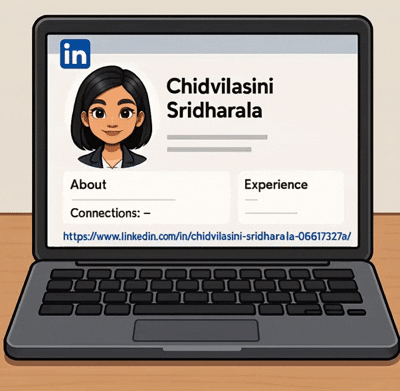 in
Chidvilasini
Sridharala
About
Experience
Connections: –
https://www.linkedin.com/in/chidvilasini-sridharala-06617327a/